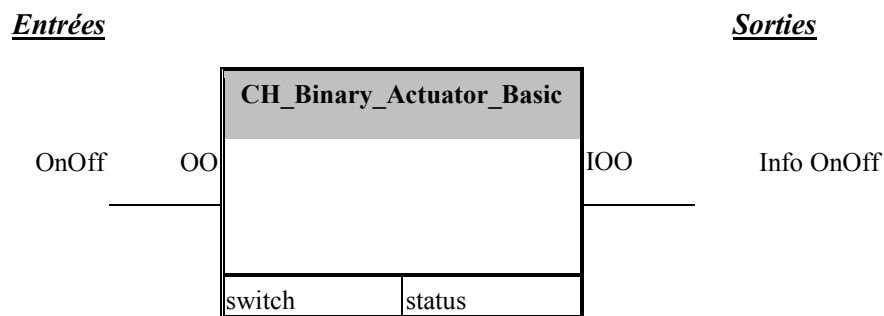 Entrées Sorties
CH_Binary_Actuator_Basic
OnOff OO IOO Info OnOff
switch status